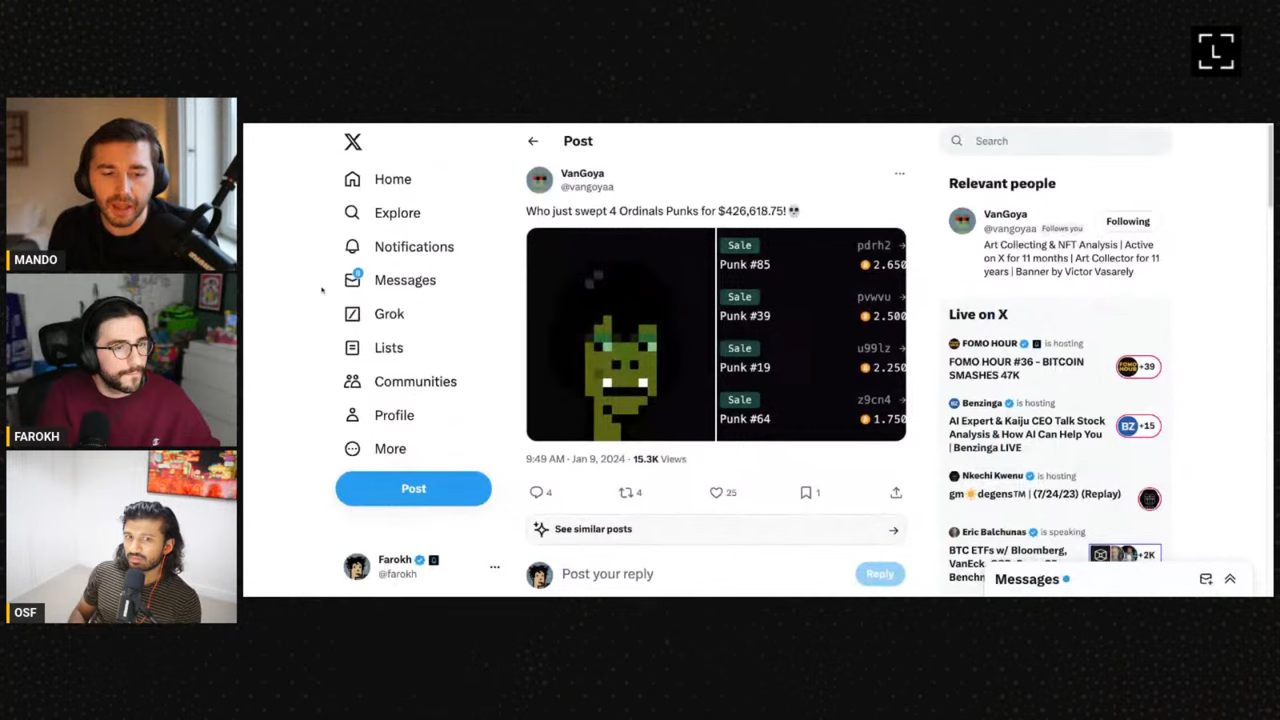 L
MANDO
FAROKH
OSF
X
Home
Explore
Notifications
6
Messages
Grok
Lists
Communities
Profile
More
Post
Farokh
@farokh
Post
VanGoya
@vangoyaa
Who just swept 4 Ordinals Punks for $426,618.75!💀
Sale pdrh2 →
Punk #85 2.650
Sale pvwvu →
Punk #39 2.500
Sale u99lz →
Punk #19 2.250
Sale z9cn4 →
Punk #64 1.750
9:49 AM · Jan 9, 2024 · 15.3K Views
4 4 25 1
See similar posts
Post your reply
Reply
Search
Relevant people
VanGoya
@vangoyaa Follows you
Following
Art Collecting & NFT Analysis | Active
on X for 11 months | Art Collector for 11
years | Banner by Victor Vasarely
Live on X
FOMO HOUR is hosting
FOMO HOUR #36 - BITCOIN
SMASHES 47K
+39
Benzinga is hosting
AI Expert & Kaiju CEO Talk Stock
Analysis & How AI Can Help You
| Benzinga LIVE
BZ +15
Nkechi Kwenu is hosting
gm☀️degens™ | (7/24/23) (Replay)
Eric Balchunas is speaking
BTC ETFs w/ Bloomberg,
VanEck
+2K
Messages